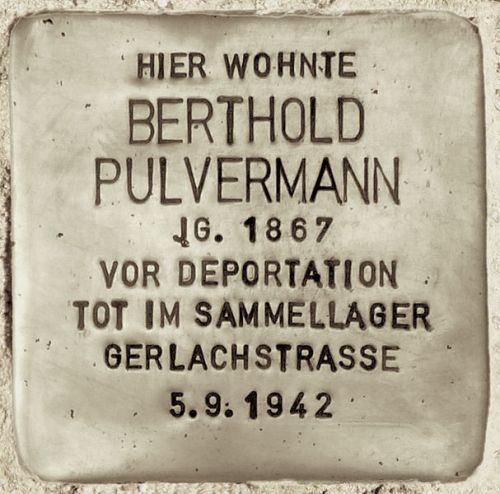 HIER WOHNTE
BERTHOLD
PULVERMANN
JG. 1867
VOR DEPORTATION
TOT IM SAMMELLAGER
GERLACHSTRASSE
5.9.1942